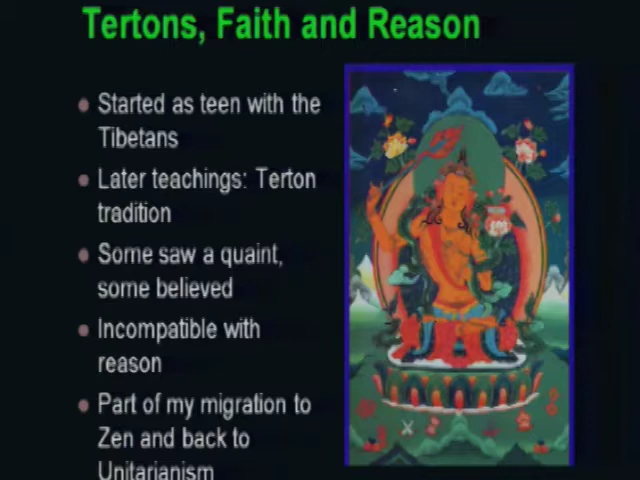 Tertons, Faith and Reason
Started as teen with the
Tibetans
Later teachings: Terton
tradition
Some saw a quaint,
some believed
Incompatible with
reason
Part of my migration to
Zen and back to
Unitarianism